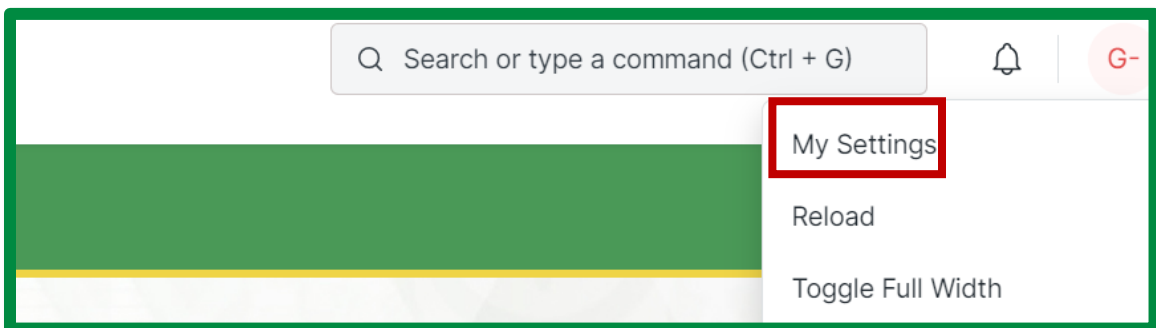 Search or type a command (Ctrl + G)
G-
My Settings
Reload
Toggle Full Width